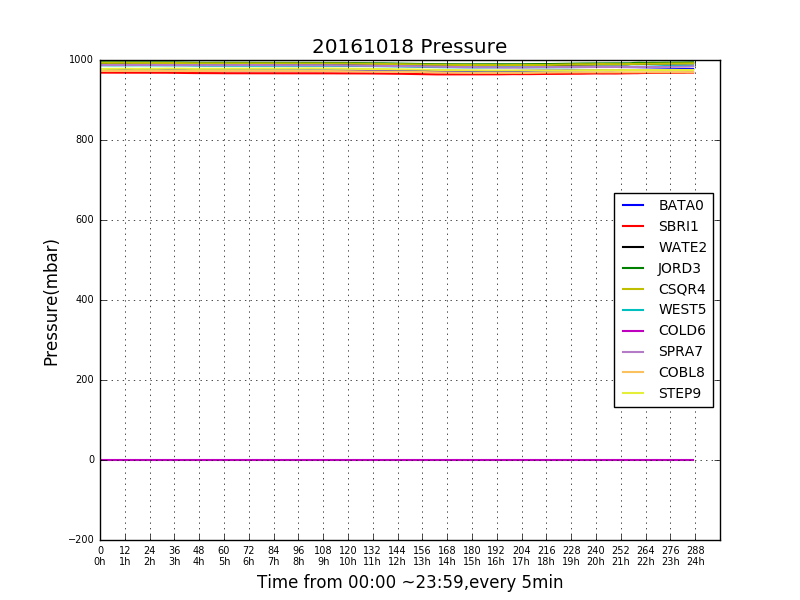 20161018 Pressure
Pressure(mbar)
1000
800
600
400
200
0
−200
BATA0
SBRI1
WATE2
JORD3
CSQR4
WEST5
COLD6
SPRA7
COBL8
STEP9
0 12 24 36 48 60 72 84 96 108 120 132 144 156 168 180 192 204 216 228 240 252 264 276 288
0h 1h 2h 3h 4h 5h 6h 7h 8h 9h 10h 11h 12h 13h 14h 15h 16h 17h 18h 19h 20h 21h 22h 23h 24h
Time from 00:00 ~23:59,every 5min